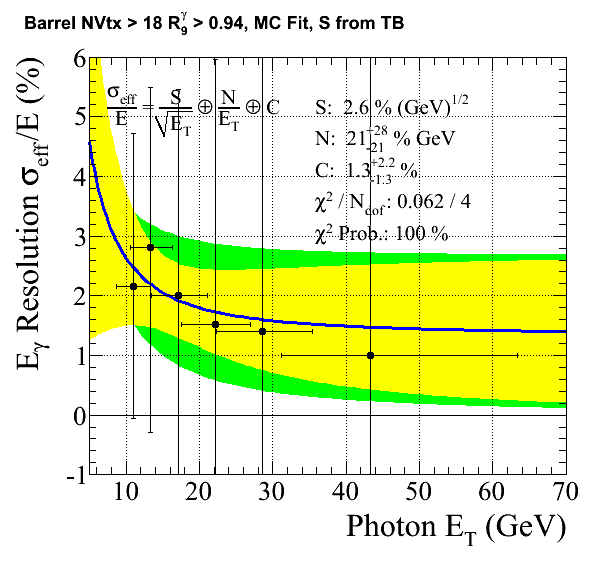 Barrel NVtx > 18 R₉^γ > 0.94, MC Fit, S from TB
E_γ Resolution σ_eff/E (%)
σ_eff/E = S/√E_T ⊕ N/E_T ⊕ C
S: 2.6 % (GeV)^1/2
N: 21 +28 -21 % GeV
C: 1.3 +2.2 -1.3 %
χ² / N_dof: 0.062 / 4
χ² Prob.: 100 %
6
5
4
3
2
1
0
-1
10 20 30 40 50 60 70
Photon E_T (GeV)